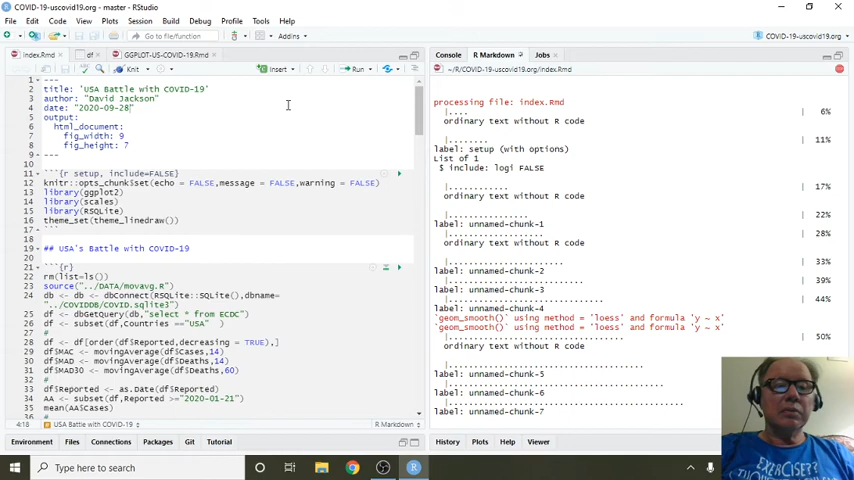 COVID-19-uscovid19.org/ - master - RStudio
File Edit Code View Plots Session Build Debug Profile Tools Help
Go to file/function
Addins
COVID-19-uscovid19.org/
index.Rmd
df
GGPLOT-US-COVID-19.Rmd
ABC
Knit
Insert
Run
1 ---
2 title: 'USA Battle with COVID-19'
3 author: "David Jackson"
4 date: "2020-09-28"
5 output:
6 html_document:
7 fig_width: 9
8 fig_height: 7
9 ---
10
11 ```{r setup, include=FALSE}
12 knitr::opts_chunk$set(echo = FALSE,message = FALSE,warning = FALSE)
13 library(ggplot2)
14 library(scales)
15 library(RSQLite)
16 theme_set(theme_linedraw())
17 ```
18
19 ## USA's Battle with COVID-19
20
21 ```{r}
22 rm(list=ls())
23 source("../DATA/movavg.R")
24 db <- db <- dbConnect(RSQLite::SQLite(),dbname=
"../COVIDDB/COVID.sqlite3")
25 df <- dbGetQuery(db,"select * from ECDC")
26 df <- subset(df,Countries =="USA" )
27 #
28 df <- df[order(df$Reported,decreasing = TRUE),]
29 df$MAC <- movingAverage(df$Cases,14)
30 df$MAD <- movingAverage(df$Deaths,14)
31 df$MAD30 <- movingAverage(df$Deaths,60)
32 #
33 df$Reported <- as.Date(df$Reported)
34 AA <- subset(df,Reported >="2020-01-21")
35 mean(AA$Cases)
36 #
4:18
USA Battle with COVID-19
R Markdown
Environment Files Connections Packages Git Tutorial
Console R Markdown Jobs
~/R/COVID-19-uscovid19.org/index.Rmd
processing file: index.Rmd
|.... | 6%
ordinary text without R code
|........ | 11%
label: setup (with options)
List of 1
$ include: logi FALSE
|............ | 17%
ordinary text without R code
|................ | 22%
label: unnamed-chunk-1
|.................... | 28%
ordinary text without R code
|....................... | 33%
label: unnamed-chunk-2
|........................... | 39%
label: unnamed-chunk-3
|............................... | 44%
label: unnamed-chunk-4
`geom_smooth()` using method = 'loess' and formula 'y ~ x'
`geom_smooth()` using method = 'loess' and formula 'y ~ x'
|................................... | 50%
ordinary text without R code
|.......................................
label: unnamed-chunk-5
|...........................................
label: unnamed-chunk-6
|...............................................
label: unnamed-chunk-7
History Plots Help Viewer
Type here to search
EXERCISE??